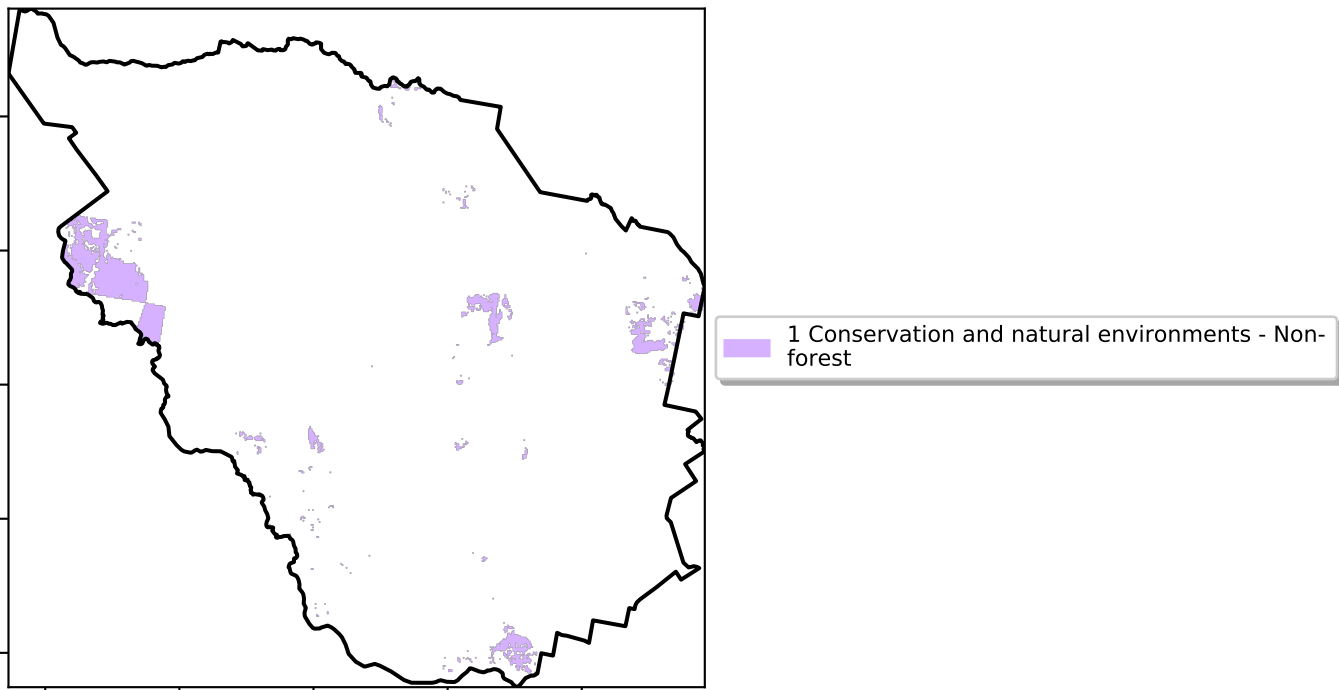 1 Conservation and natural environments - Non-
forest